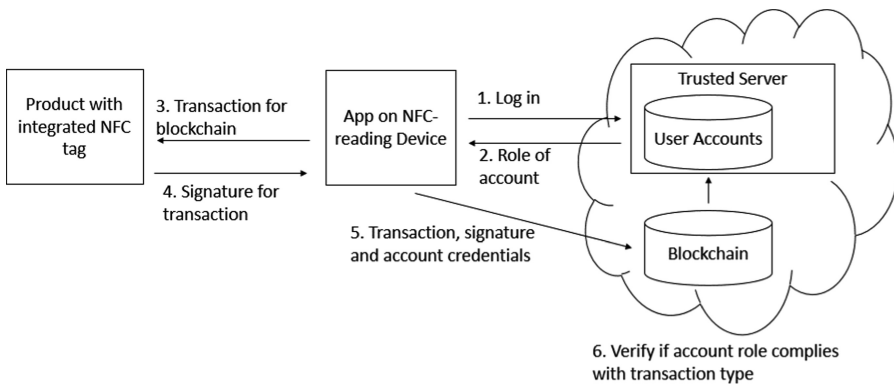 Product with
integrated NFC
tag
3. Transaction for
blockchain
4. Signature for
transaction
App on NFC-
reading Device
1. Log in
2. Role of
account
5. Transaction, signature
and account credentials
Trusted Server
User Accounts
Blockchain
6. Verify if account role complies
with transaction type